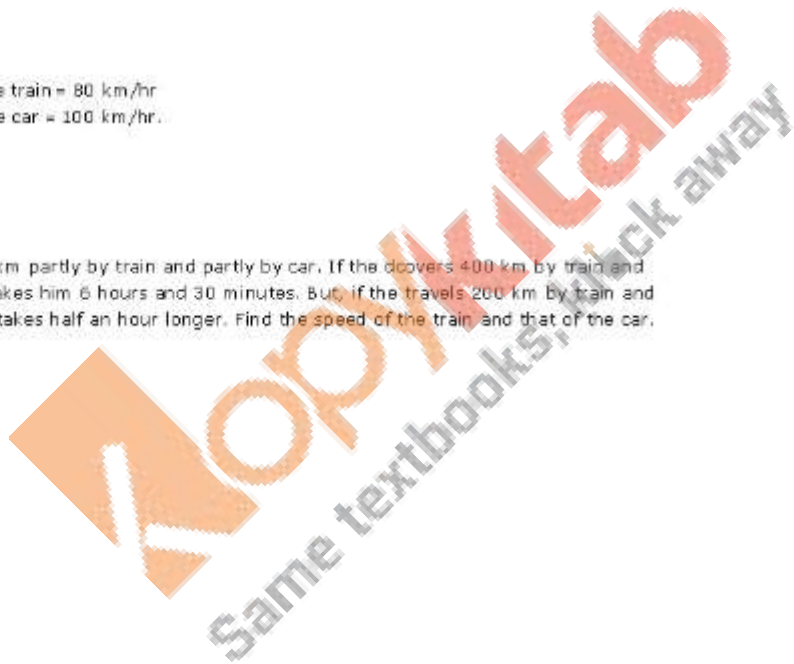 e train = 80 km/hr
e car = 100 km/hr.
km partly by train and partly by car. If the dcovers 400 km by train and
akes him 6 hours and 30 minutes. But, if the travels 200 km by train and
takes half an hour longer. Find the speed of the train and that of the car.
opykitab
Same textbooks, click away